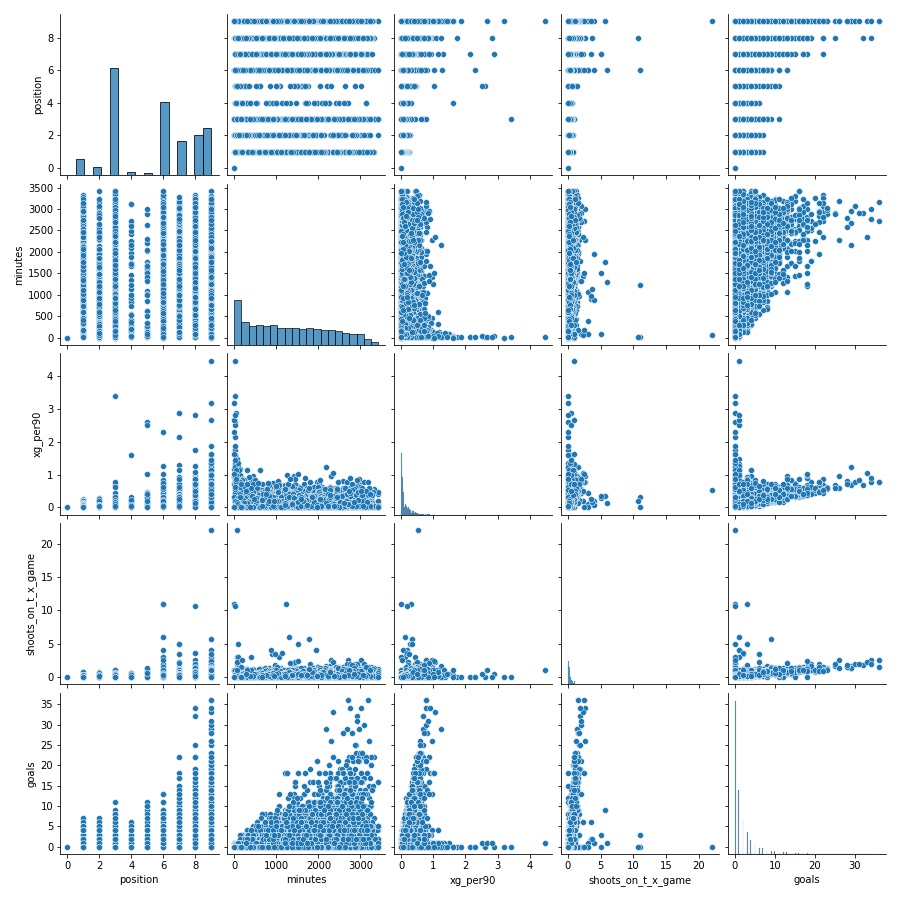 position
8
6
4
2
0
minutes
3500
3000
2500
2000
1500
1000
500
0
xg_per90
4
3
2
1
0
shoots_on_t_x_game
20
15
10
5
0
goals
35
30
25
20
15
10
5
0
0 2 4 6 8
0 1000 2000 3000
0 1 2 3 4
0 5 10 15 20
0 10 20 30
position minutes xg_per90 shoots_on_t_x_game goals